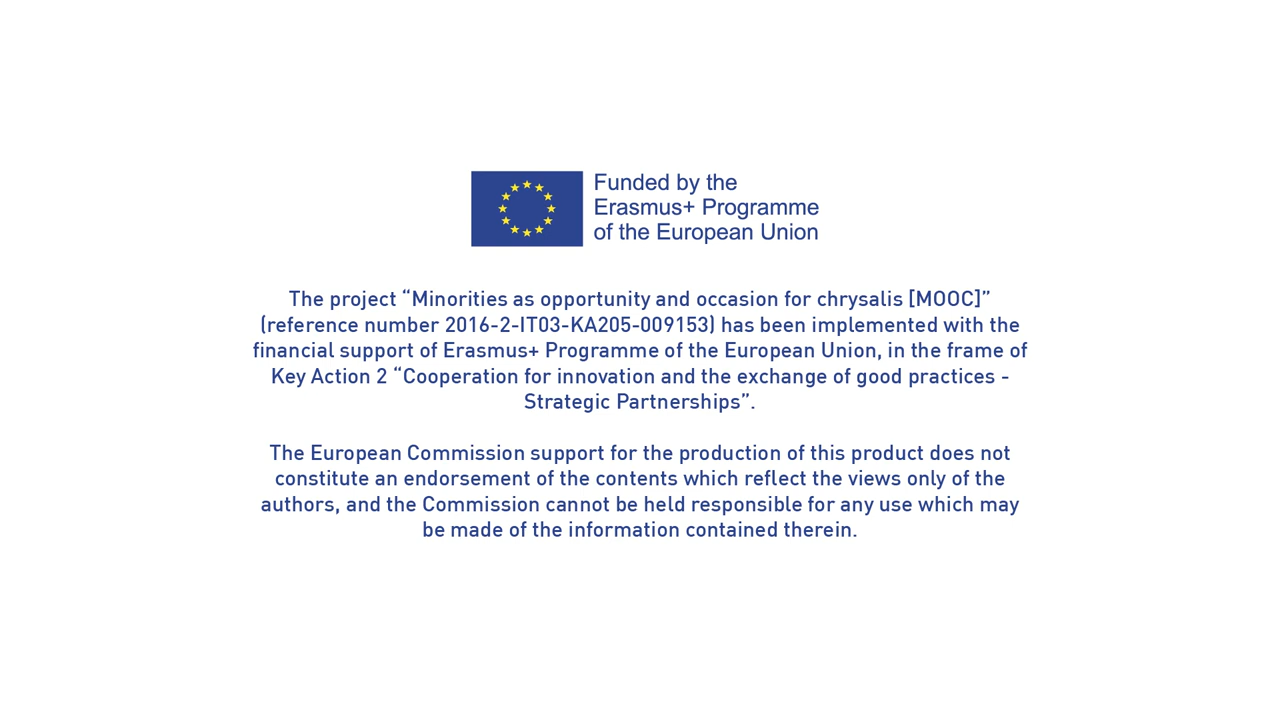 Funded by the
Erasmus+ Programme
of the European Union
The project “Minorities as opportunity and occasion for chrysalis [MOOC]”
(reference number 2016-2-IT03-KA205-009153) has been implemented with the
financial support of Erasmus+ Programme of the European Union, in the frame of
Key Action 2 “Cooperation for innovation and the exchange of good practices -
Strategic Partnerships”.
The European Commission support for the production of this product does not
constitute an endorsement of the contents which reflect the views only of the
authors, and the Commission cannot be held responsible for any use which may
be made of the information contained therein.